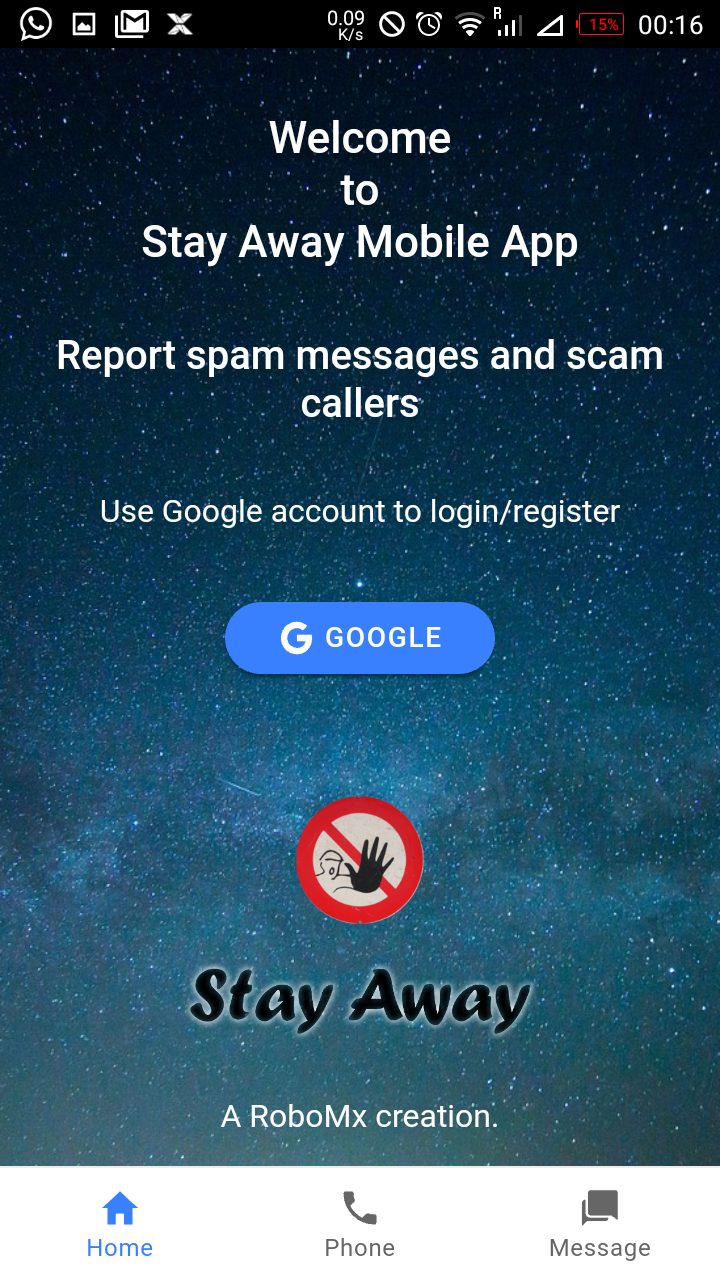 0.09
K/s
R
15%
00:16
Welcome
to
Stay Away Mobile App
Report spam messages and scam
callers
Use Google account to login/register
G GOOGLE
Stay Away
A RoboMx creation.
Home
Phone
Message